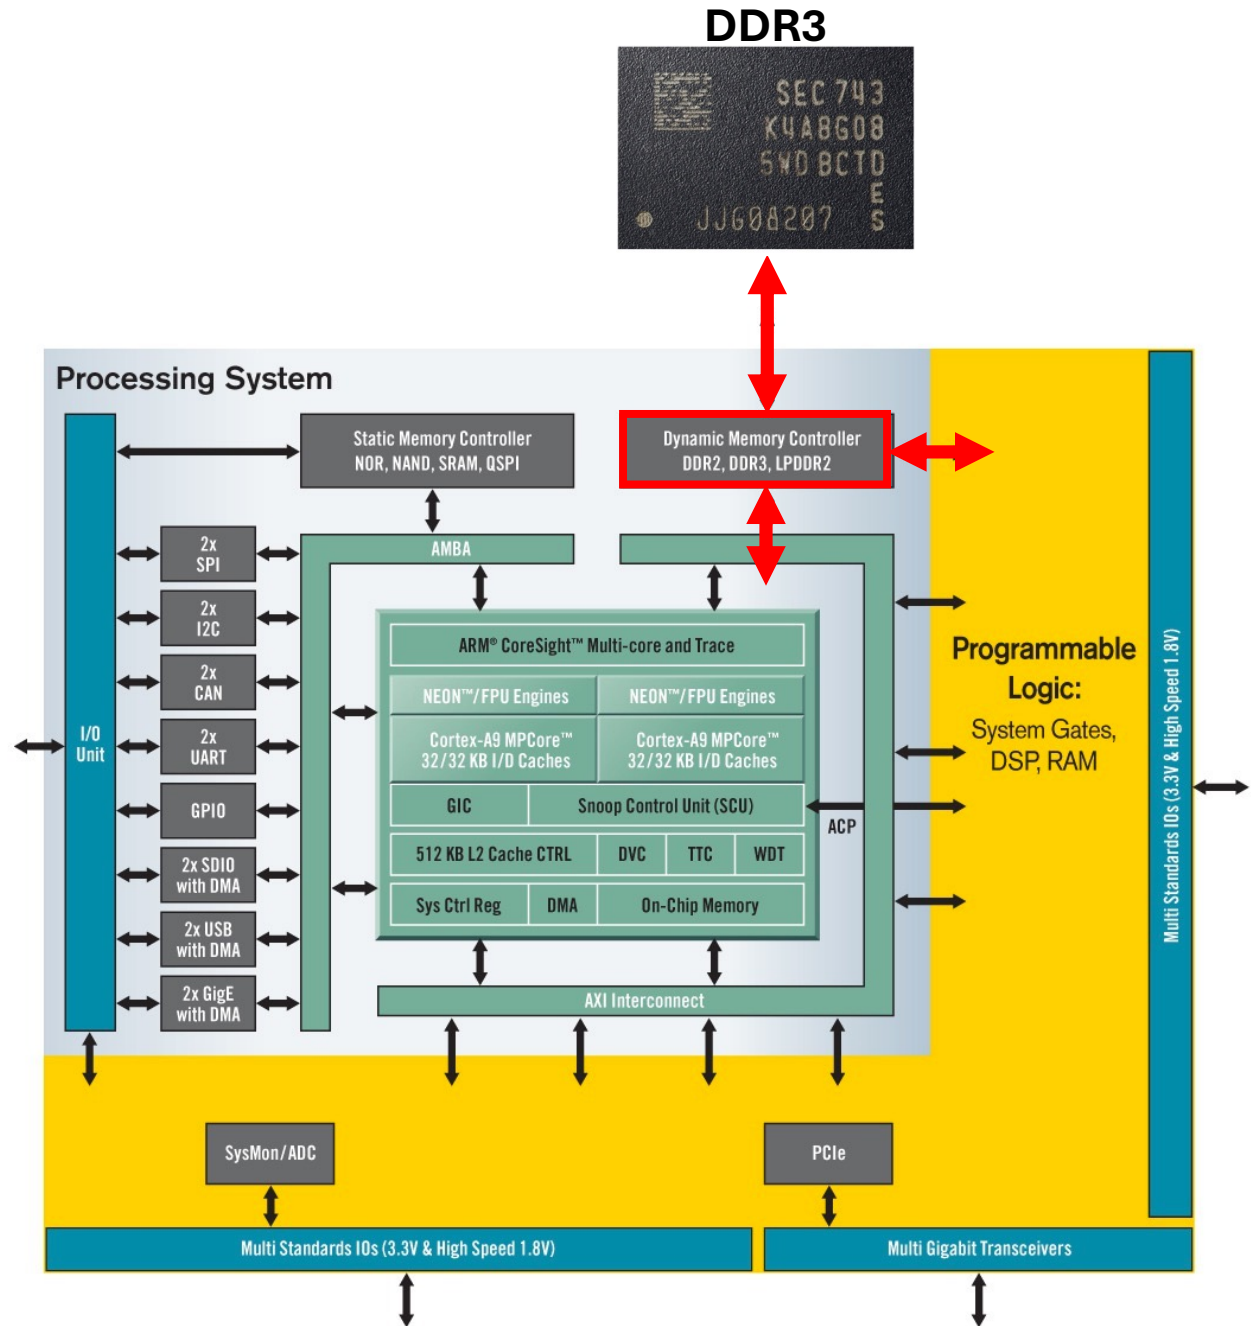 DDR3
SEC 743
K4A8G08
5WD BCTD
E
JJG08207 S
Processing System
Static Memory Controller
NOR, NAND, SRAM, QSPI
Dynamic Memory Controller
DDR2, DDR3, LPDDR2
AMBA
2x
SPI
2x
I2C
2x
CAN
2x
UART
GPIO
2x SDIO
with DMA
2x USB
with DMA
2x GigE
with DMA
I/O
Unit
ARM® CoreSight™ Multi-core and Trace
NEON™/FPU Engines
NEON™/FPU Engines
Cortex-A9 MPCore™
32/32 KB I/D Caches
Cortex-A9 MPCore™
32/32 KB I/D Caches
GIC
Snoop Control Unit (SCU)
ACP
512 KB L2 Cache CTRL
DVC
TTC
WDT
Sys Ctrl Reg
DMA
On-Chip Memory
AXI Interconnect
Programmable
Logic:
System Gates,
DSP, RAM
Multi Standards IOs (3.3V & High Speed 1.8V)
SysMon/ADC
PCIe
Multi Standards IOs (3.3V & High Speed 1.8V)
Multi Gigabit Transceivers